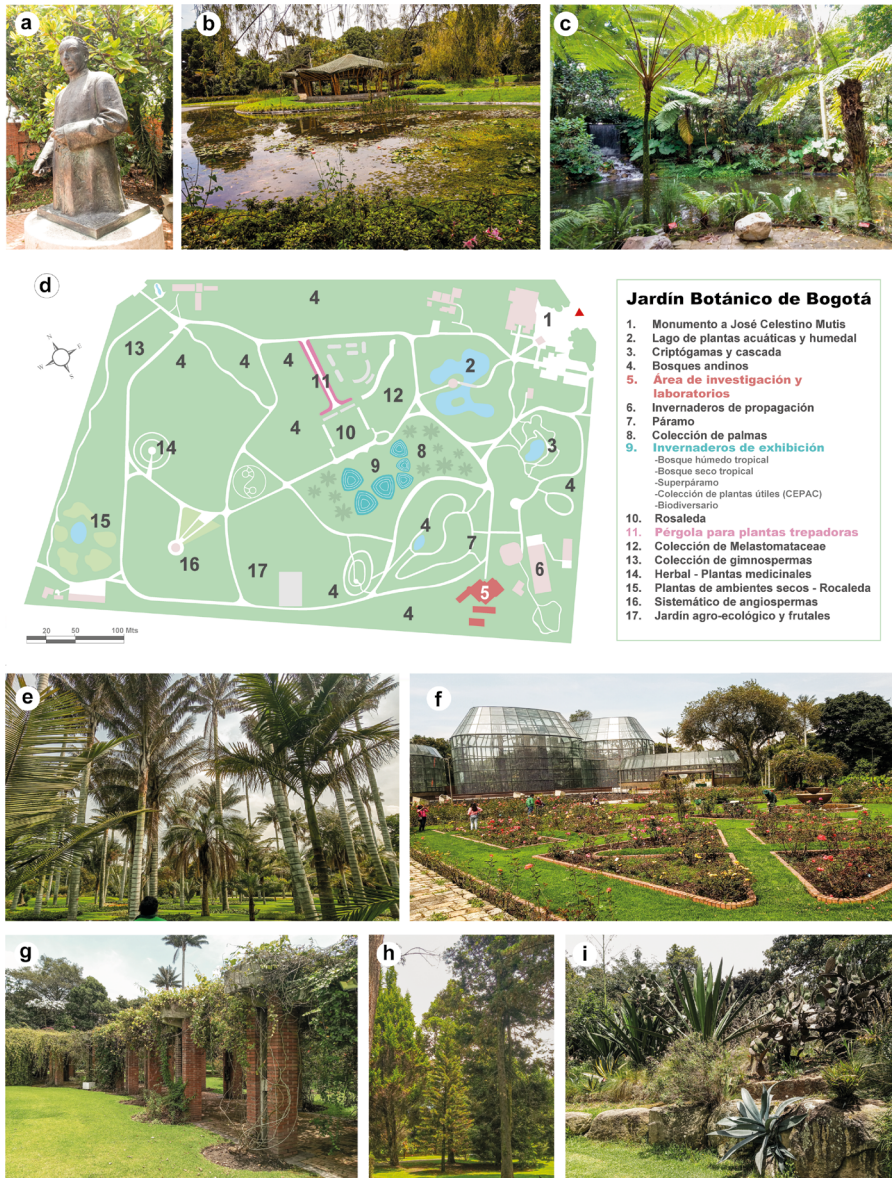 a
b
c
d
4
1
13
4
4
4
2
11
12
N
E
W
S
4
10
14
9
8
3
4
15
4
7
16
17
4
5
6
4
20 50 100 Mts
Jardín Botánico de Bogotá
1. Monumento a José Celestino Mutis
2. Lago de plantas acuáticas y humedal
3. Criptógamas y cascada
4. Bosques andinos
5. Área de investigación y
laboratorios
6. Invernaderos de propagación
7. Páramo
8. Colección de palmas
9. Invernaderos de exhibición
-Bosque húmedo tropical
-Bosque seco tropical
-Superpáramo
-Colección de plantas útiles (CEPAC)
-Biodiversario
10. Rosaleda
11. Pérgola para plantas trepadoras
12. Colección de Melastomataceae
13. Colección de gimnospermas
14. Herbal - Plantas medicinales
15. Plantas de ambientes secos - Rocaleda
16. Sistemático de angiospermas
17. Jardín agro-ecológico y frutales
e
f
g
h
i